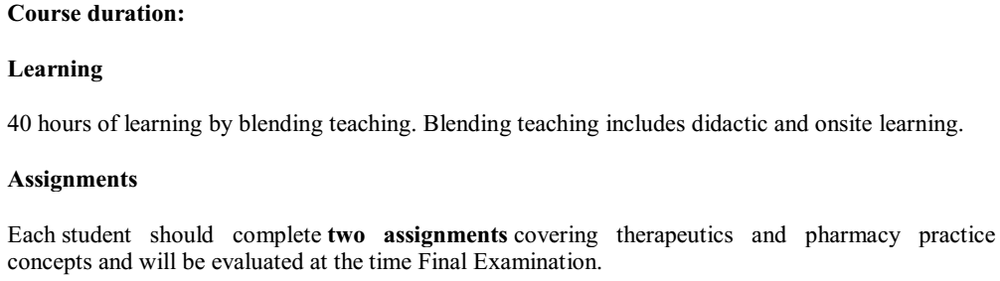 Course duration:
Learning
40 hours of learning by blending teaching. Blending teaching includes didactic and onsite learning.
Assignments
Each student should complete two assignments covering therapeutics and pharmacy practice
concepts and will be evaluated at the time Final Examination.